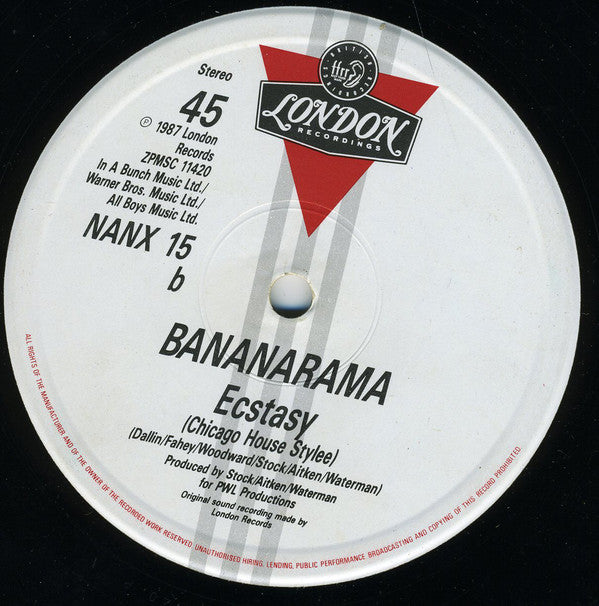 BRITISH RECORDINGS
ffrr
LONDON
RECORDINGS
Stereo
45
℗ 1987 London
Records
ZPMSC 11420
In A Bunch Music Ltd./
Warner Bros. Music Ltd./
All Boys Music Ltd.
NANX 15
b
BANANARAMA
Ecstasy
(Chicago House Stylee)
(Dallin/Fahey/Woodward/Stock/Aitken/Waterman)
Produced by Stock/Aitken/Waterman
for PWL Productions
Original sound recording made by
London Records
ALL RIGHTS OF THE MANUFACTURER AND OF THE OWNER OF THE RECORDED WORK RESERVED. UNAUTHORISED HIRING, LENDING, PUBLIC PERFORMANCE BROADCASTING AND COPYING OF THIS RECORD PROHIBITED.